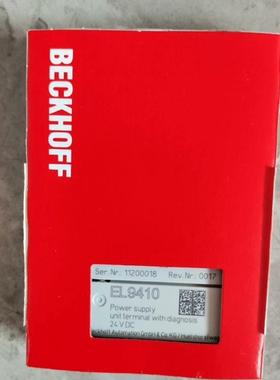 BECKHOFF
Ser. Nr.: 11200018 Rev. Nr.: 0017
EL9410
Power supply
unit terminal with diagnosis
24 V DC